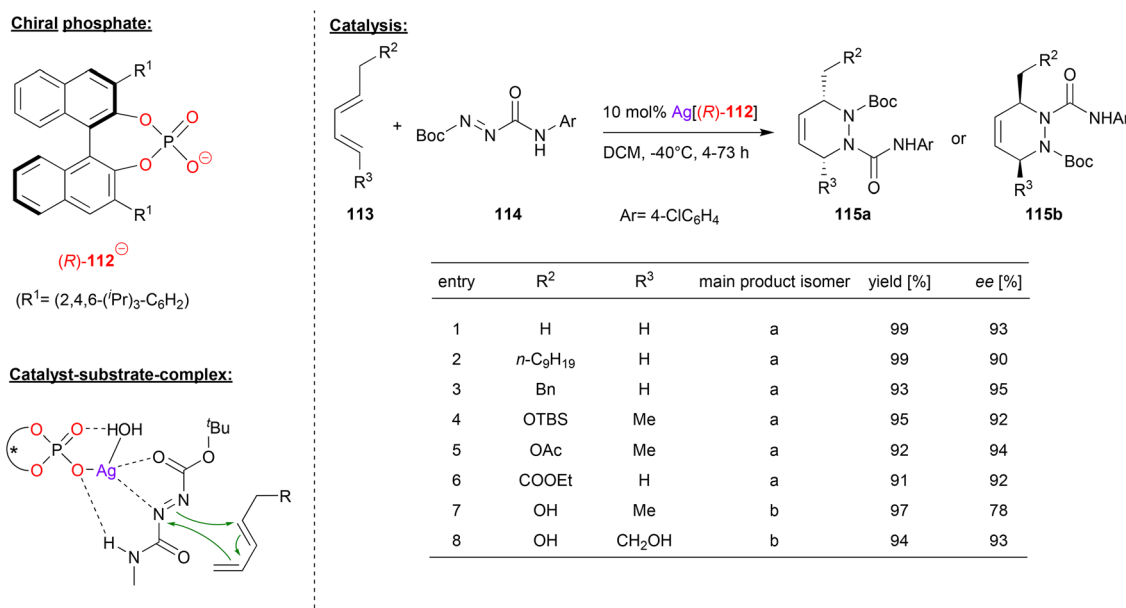 Chiral phosphate:
R¹
O
O
P
O
O
⊖
R¹
(R)-112⊖
(R¹= (2,4,6-(ⁱPr)₃-C₆H₂)
Catalyst-substrate-complex:
*
O
O
P
O
O
HOH
Ag
O
O
ᵗBu
N
N
H
N
O
R
Catalysis:
R²
R³
113
+
Boc
N
N
O
N
H
Ar
114
10 mol% Ag[(R)-112]
DCM, -40°C, 4-73 h
Ar= 4-ClC₆H₄
R²
Boc
N
N
NHAr
O
R³
115a
or
R²
O
N
NHAr
N
Boc
R³
115b
entry R² R³ main product isomer yield [%] ee [%]
1 H H a 99 93
2 n-C₉H₁₉ H a 99 90
3 Bn H a 93 95
4 OTBS Me a 95 92
5 OAc Me a 92 94
6 COOEt H a 91 92
7 OH Me b 97 78
8 OH CH₂OH b 94 93